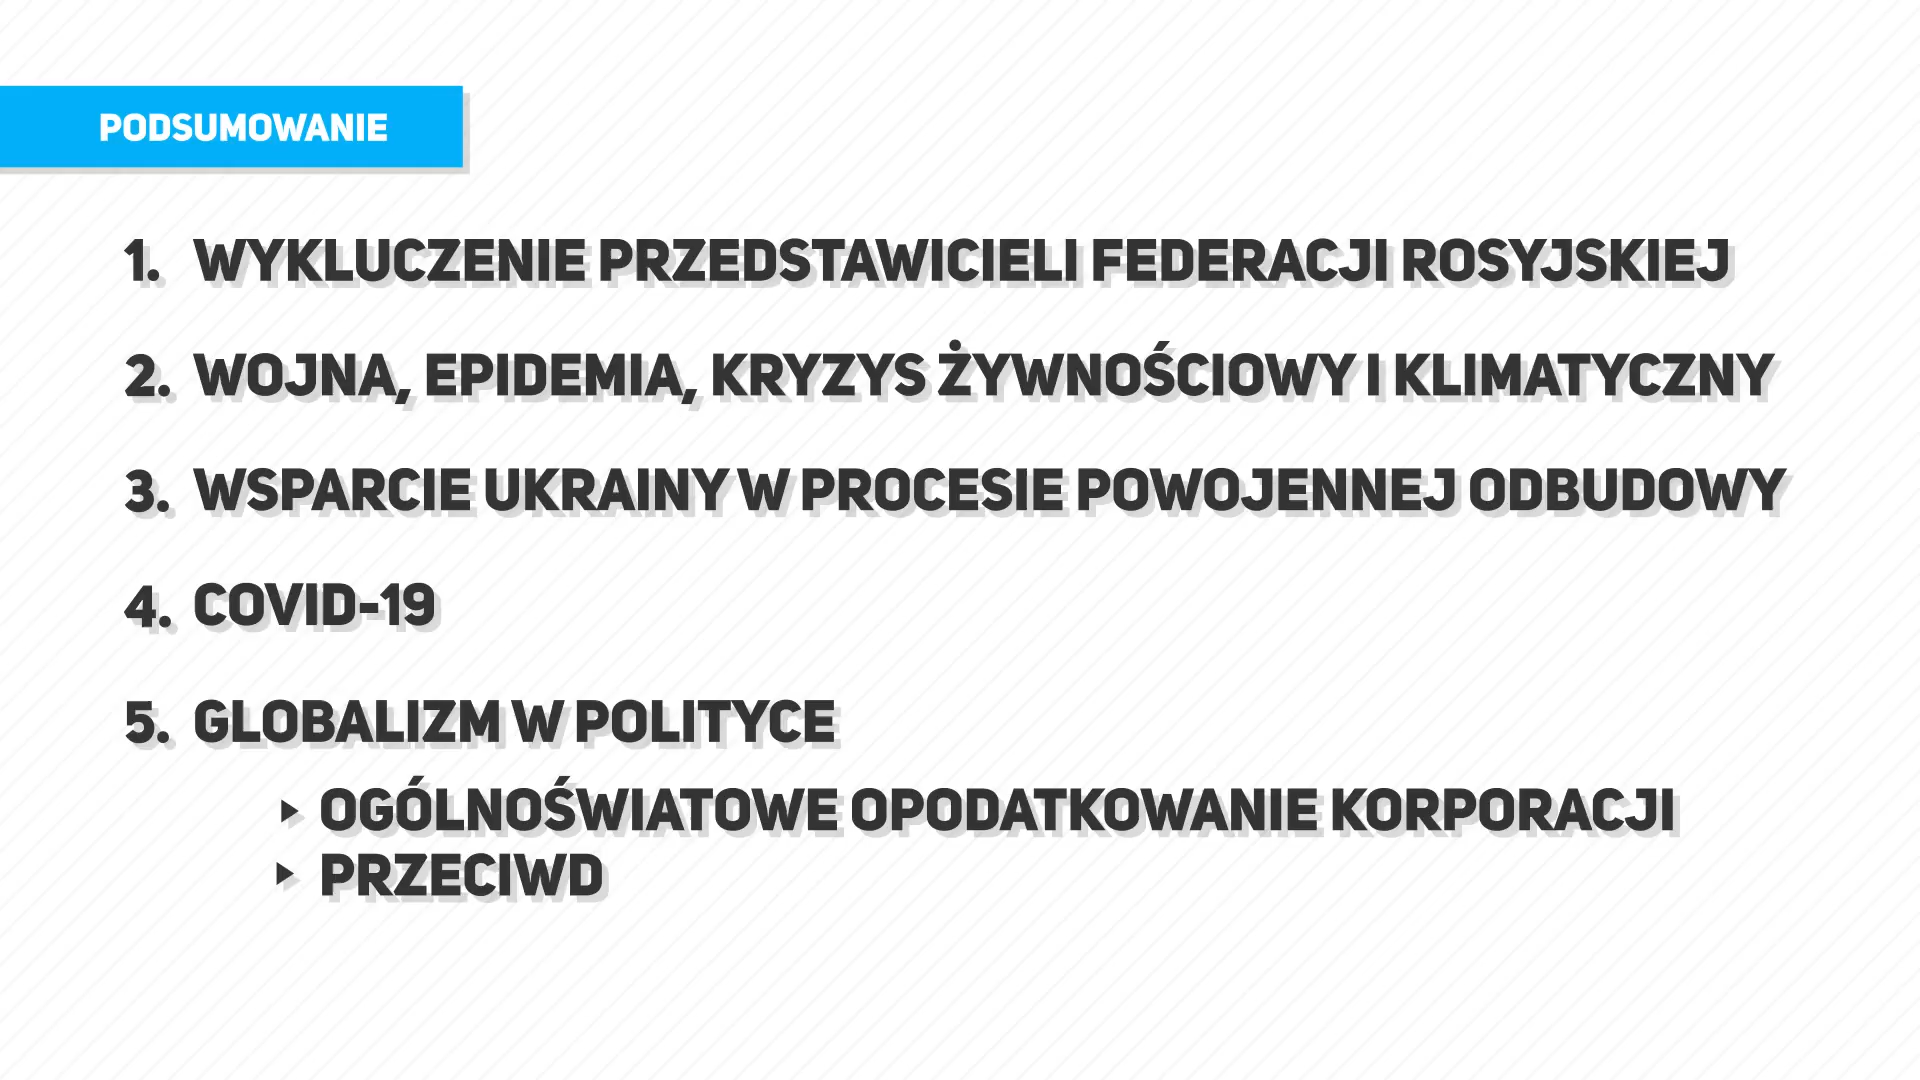 PODSUMOWANIE
1. WYKLUCZENIE PRZEDSTAWICIELI FEDERACJI ROSYJSKIEJ
2. WOJNA, EPIDEMIA, KRYZYS ŻYWNOŚCIOWY I KLIMATYCZNY
3. WSPARCIE UKRAINY W PROCESIE POWOJENNEJ ODBUDOWY
4. COVID-19
5. GLOBALIZM W POLITYCE
‣ OGÓLNOŚWIATOWE OPODATKOWANIE KORPORACJI
‣ PRZECIWD